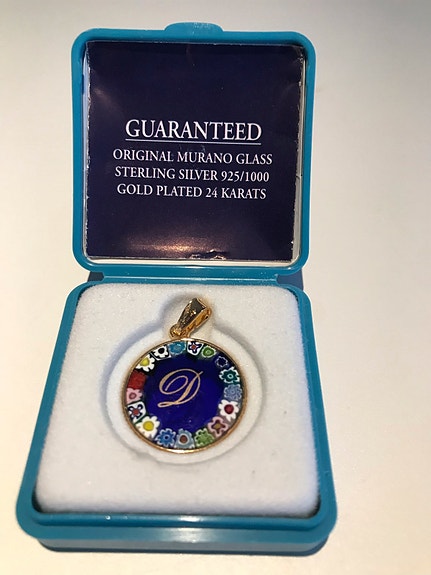 GUARANTEED
ORIGINAL MURANO GLASS
STERLING SILVER 925/1000
GOLD PLATED 24 KARATS
D